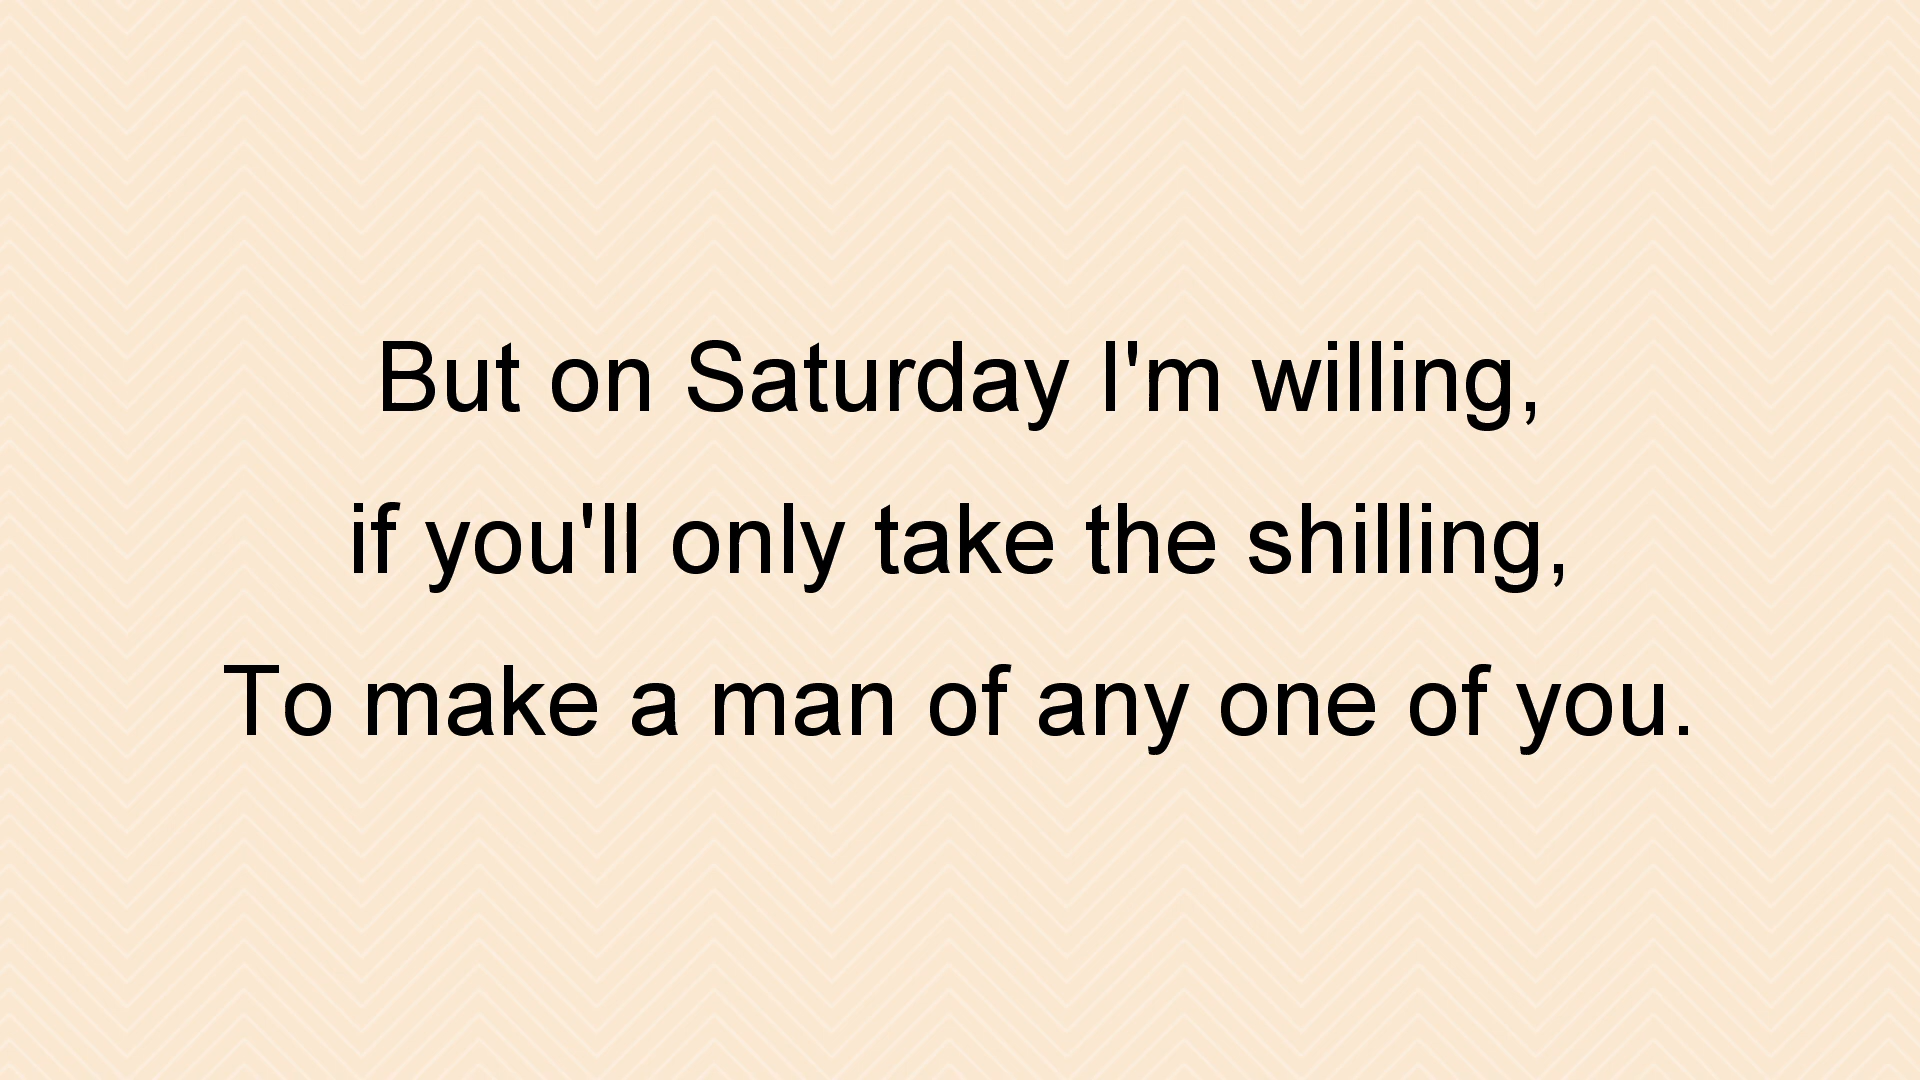 But on Saturday I'm willing,
if you'll only take the shilling,
To make a man of any one of you.